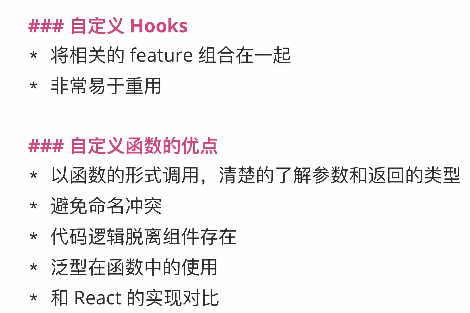 ### 自定义 Hooks
* 将相关的 feature 组合在一起
* 非常易于重用
### 自定义函数的优点
* 以函数的形式调用，清楚的了解参数和返回的类型
* 避免命名冲突
* 代码逻辑脱离组件存在
* 泛型在函数中的使用
* 和 React 的实现对比